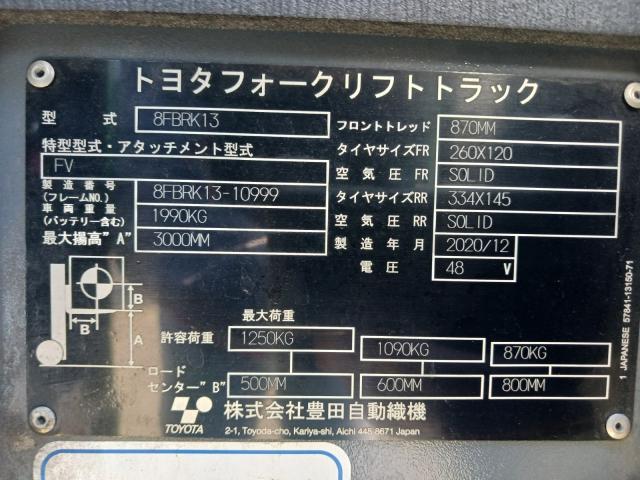 トヨタフォークリフトトラック
型式 8FBRK13
特型型式・アタッチメント型式
FV
製造番号
(フレームNO.) 8FBRK13-10999
車両重量
(バッテリー含む) 1990KG
最大揚高"A" 3000MM
フロントトレッド 870MM
タイヤサイズFR 260X120
空気圧FR SOLID
タイヤサイズRR 334X145
空気圧RR SOLID
製造年月 2020/12
電圧 48 V
B
B
A
最大荷重
許容荷重 1250KG 1090KG 870KG
ロード
センター"B" 500MM 600MM 800MM
TOYOTA
株式会社豊田自動織機
2-1, Toyoda-cho, Kariya-shi, Aichi 448 8671 Japan
1 JAPANESE 57841-13150-71